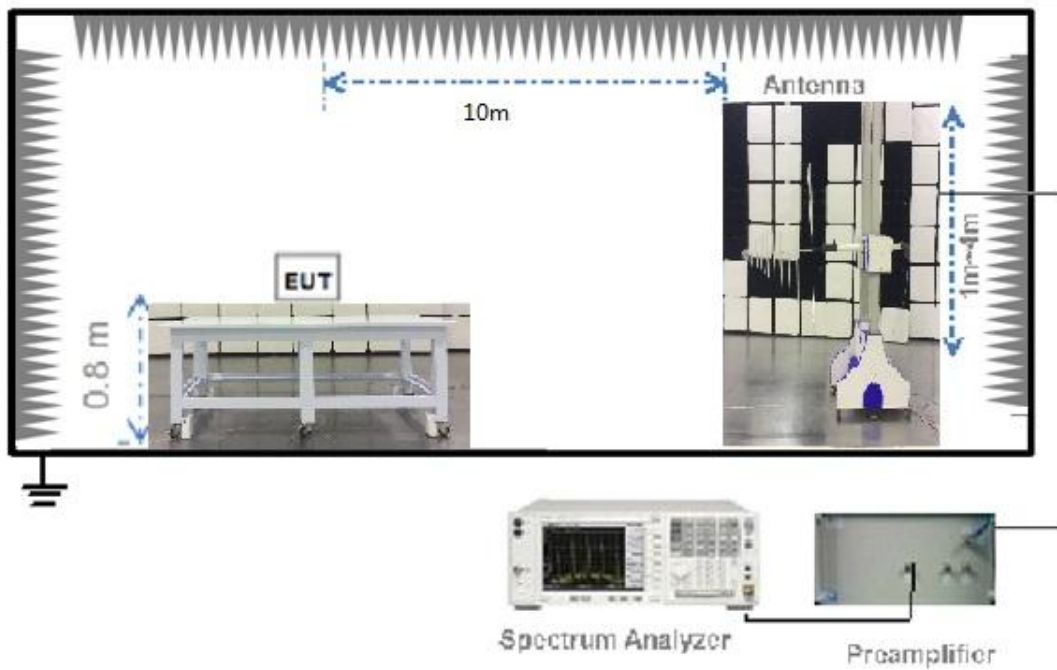 Antenna
10m
1m~4m
EUT
0.8 m
Spectrum Analyzer
Preamplifier